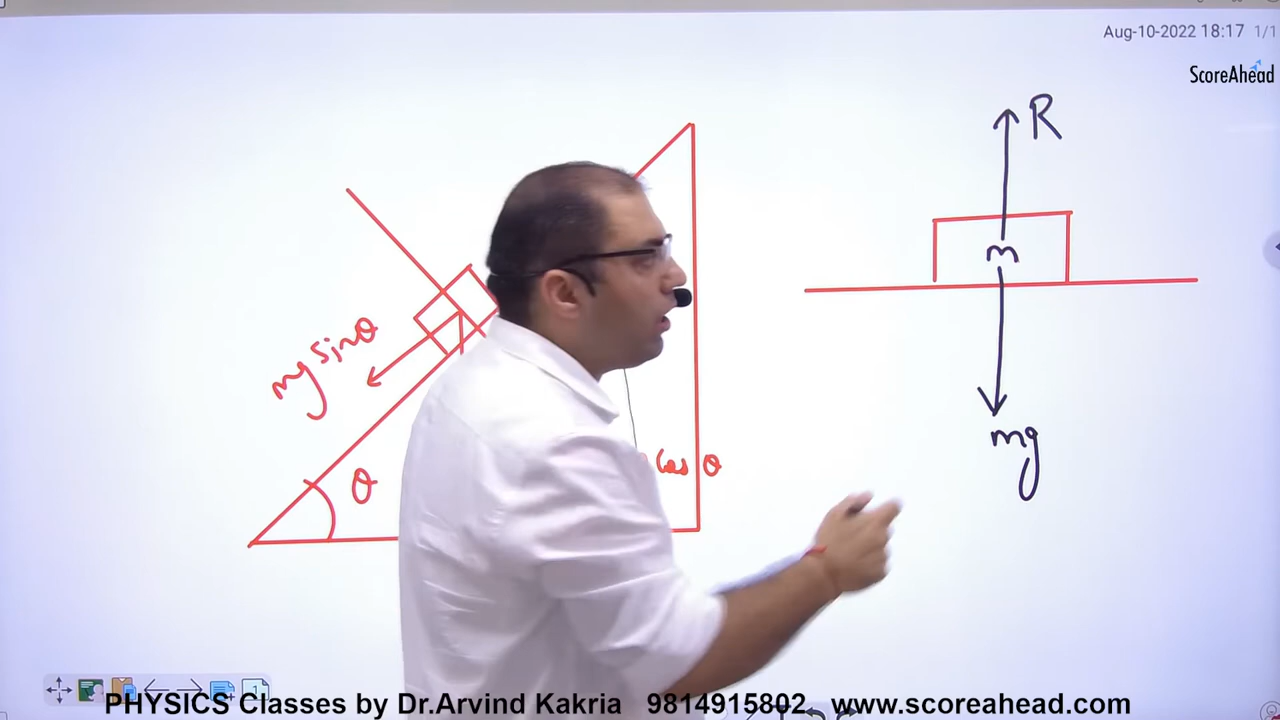 Aug-10-2022 18:17 1/1
ScoreAhead
R
m
mg
mg sinθ
θ
Cos θ
PHYSICS Classes by Dr.Arvind Kakria 9814915802 www.scoreahead.com